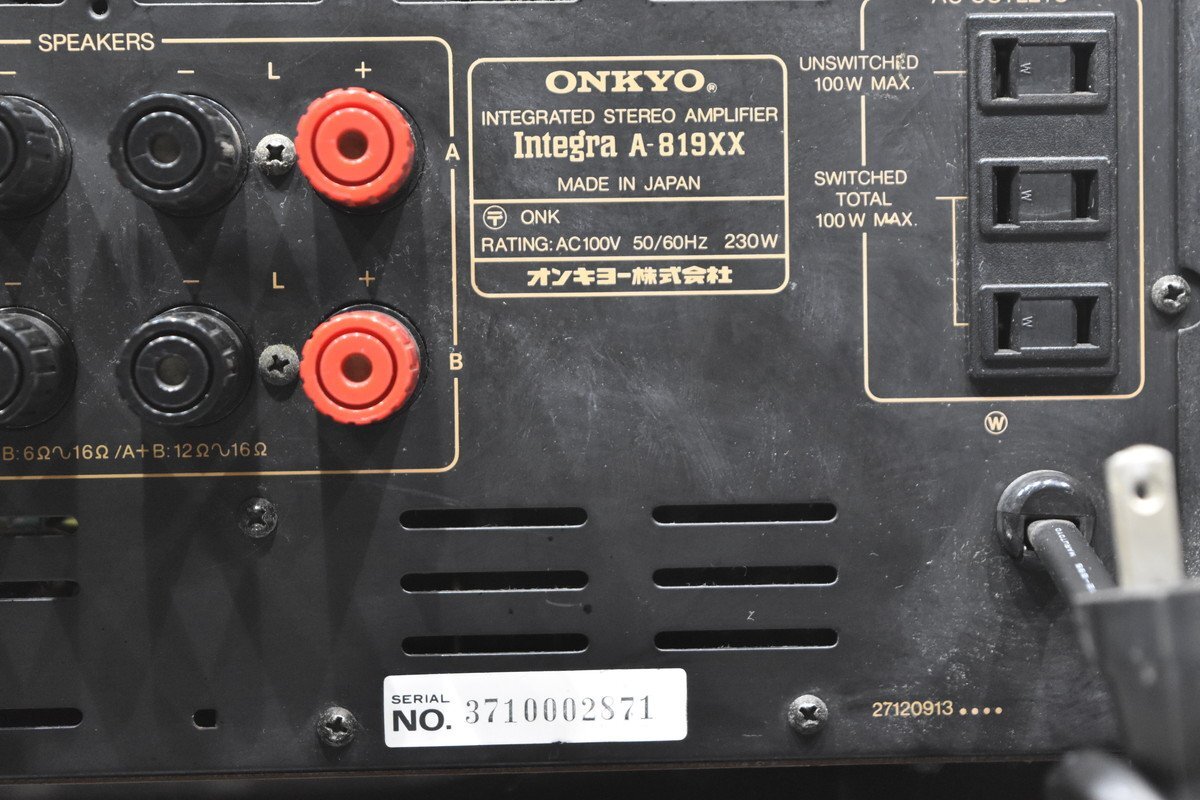 SPEAKERS
− − L +
A
− − L +
B
B:6Ω∿16Ω/A+B:12Ω∿16Ω
ONKYO®
INTEGRATED STEREO AMPLIFIER
Integra A-819XX
MADE IN JAPAN
〒 ONK
RATING:AC100V 50/60Hz 230W
オンキヨー株式会社
AC OUTLETS
UNSWITCHED
100W MAX.
SWITCHED
TOTAL
100W MAX.
W
W
W
W
SERIAL
NO. 3710002871
27120913••••